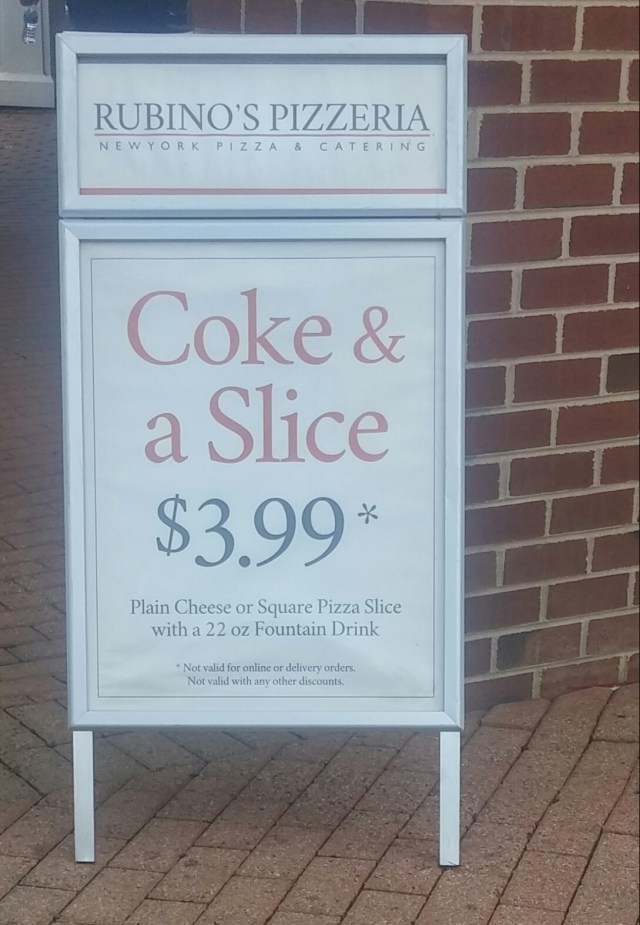 RUBINO'S PIZZERIA
NEWYORK PIZZA & CATERING
Coke &
a Slice
$3.99*
Plain Cheese or Square Pizza Slice
with a 22 oz Fountain Drink
* Not valid for online or delivery orders.
Not valid with any other discounts.